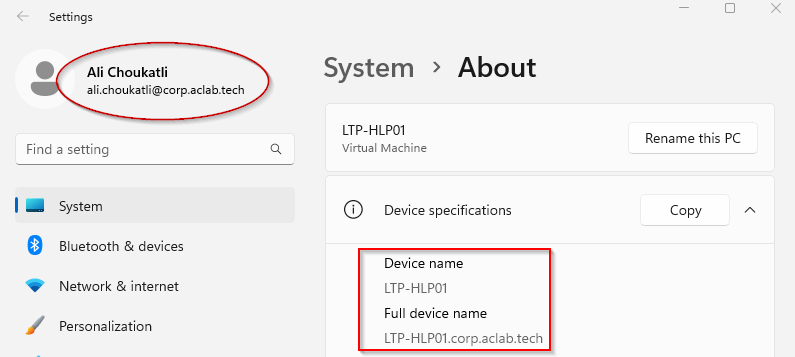 Settings
Ali Choukatli
ali.choukatli@corp.aclab.tech
Find a setting
System
Bluetooth & devices
Network & internet
Personalization
System > About
LTP-HLP01
Virtual Machine
Rename this PC
Device specifications
Copy
Device name
LTP-HLP01
Full device name
LTP-HLP01.corp.aclab.tech